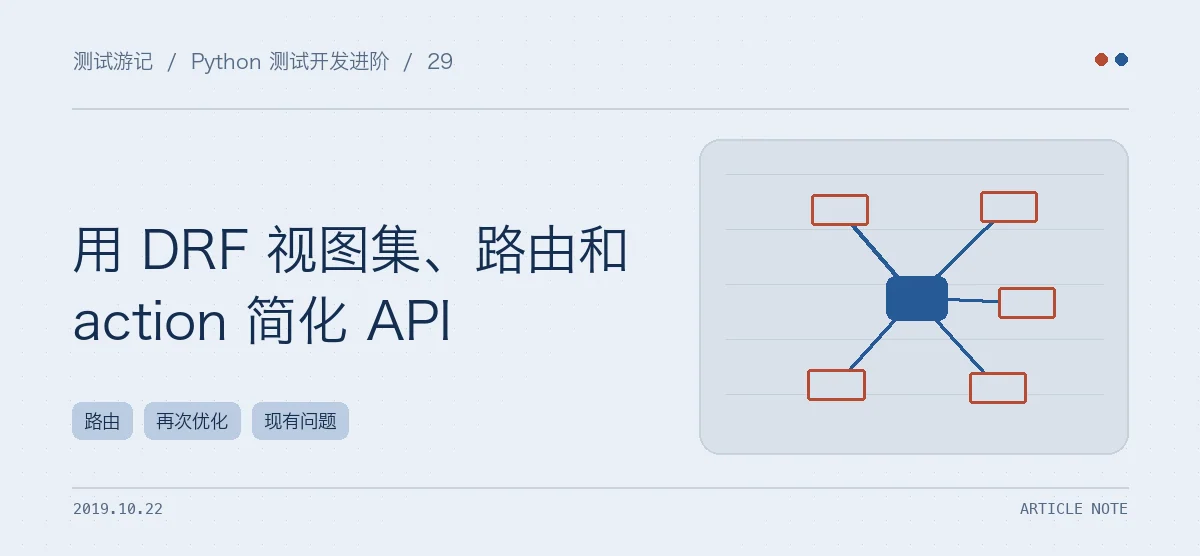 测试游记 / Python 测试开发进阶 / 29
用 DRF 视图集、路由和
action 简化 API
路由 再次优化 现有问题
2019.10.22 ARTICLE NOTE